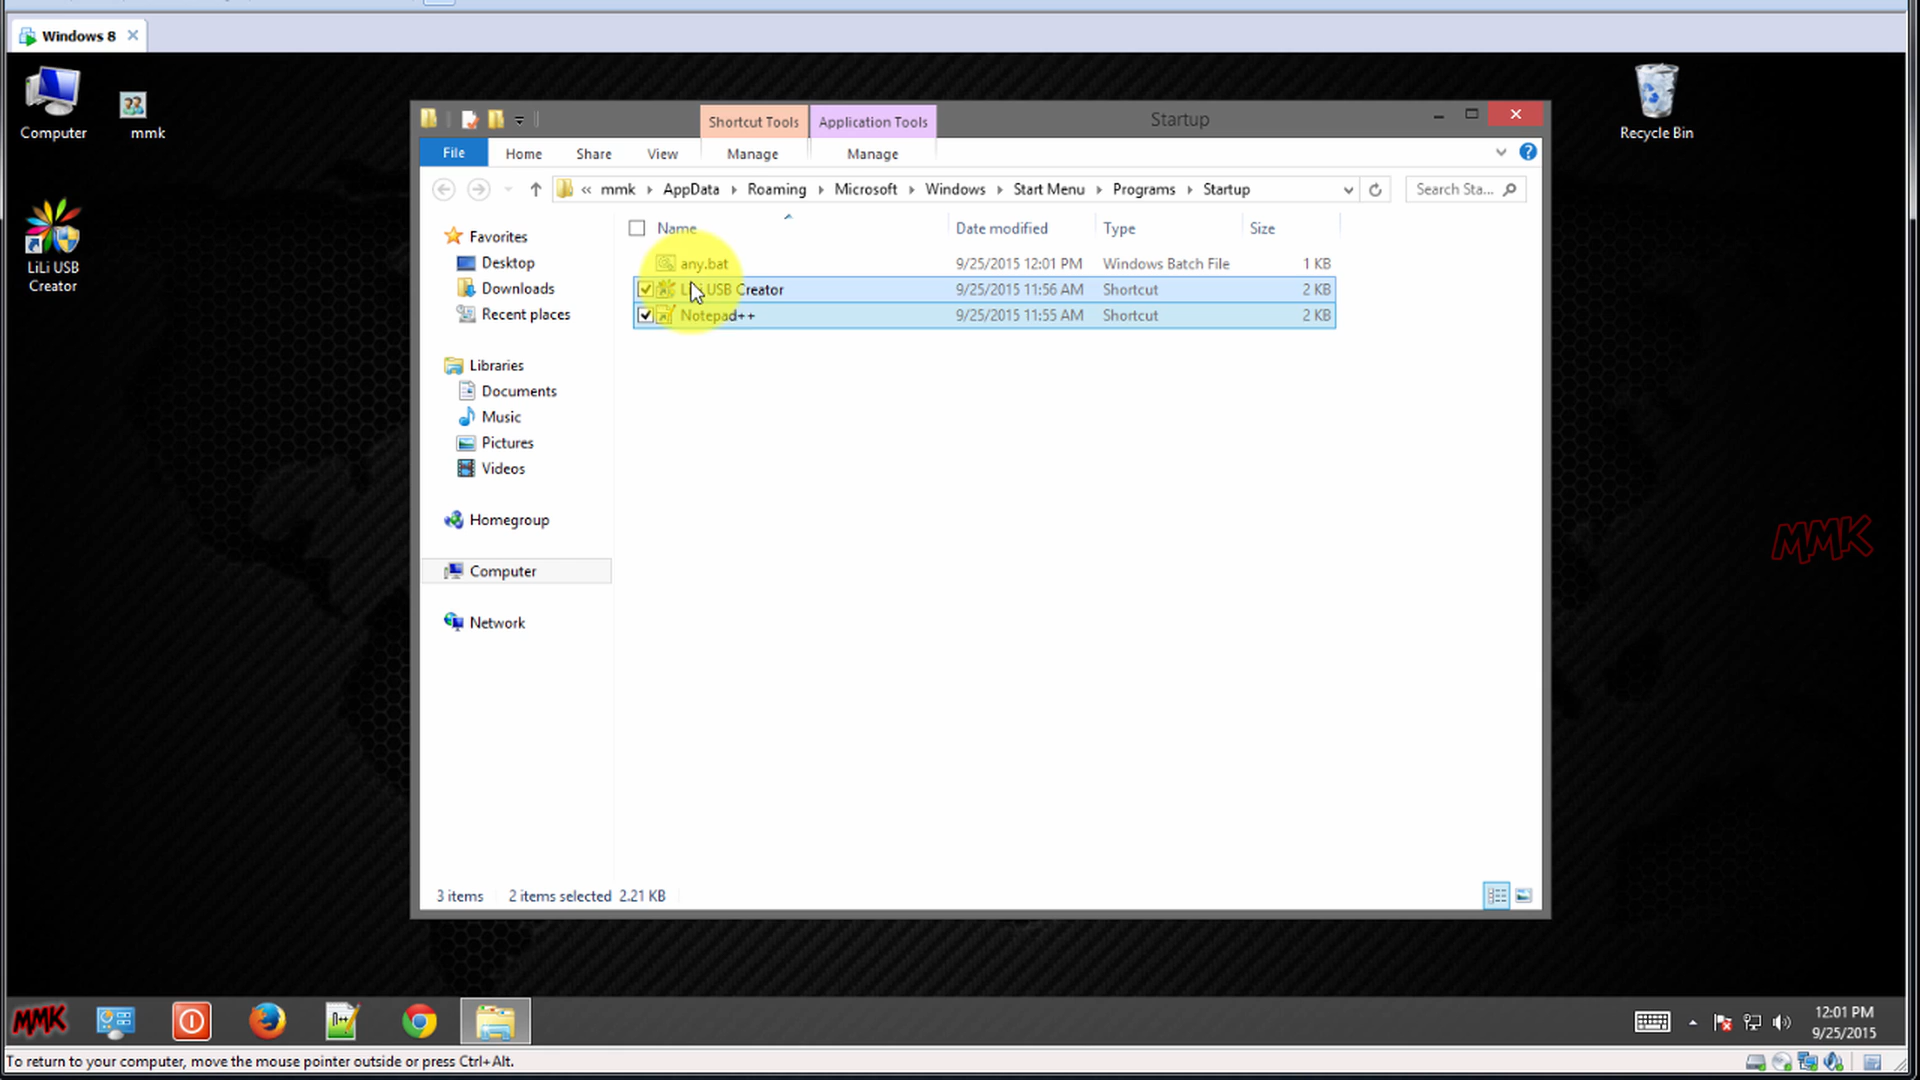 Windows 8
Computer
mmk
Recycle Bin
LiLi USB
Creator
Shortcut Tools
Application Tools
Startup
File
Home
Share
View
Manage
Manage
« mmk AppData Roaming Microsoft Windows Start Menu Programs Startup
Search Sta...
Favorites
Desktop
Downloads
Recent places
Libraries
Documents
Music
Pictures
Videos
Homegroup
Computer
Network
Name Date modified Type Size
any.bat 9/25/2015 12:01 PM Windows Batch File 1 KB
LiLi USB Creator 9/25/2015 11:56 AM Shortcut 2 KB
Notepad++ 9/25/2015 11:55 AM Shortcut 2 KB
3 items 2 items selected 2.21 KB
MMK
MMK
12:01 PM
9/25/2015
To return to your computer, move the mouse pointer outside or press Ctrl+Alt.